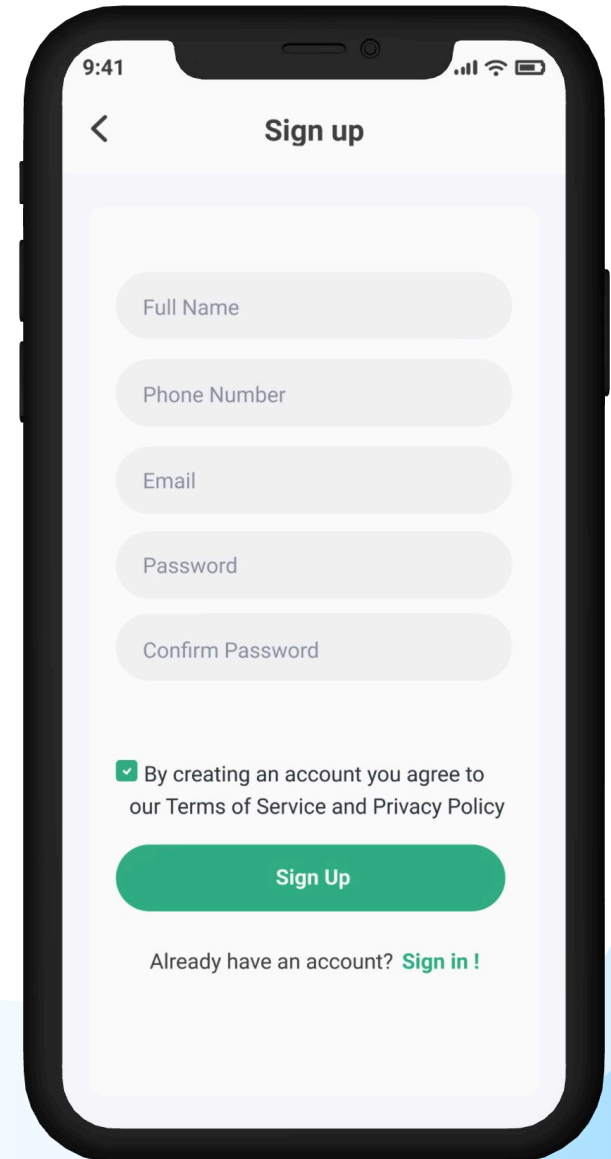 9:41
Sign up
Full Name
Phone Number
Email
Password
Confirm Password
By creating an account you agree to
our Terms of Service and Privacy Policy
Sign Up
Already have an account? Sign in !